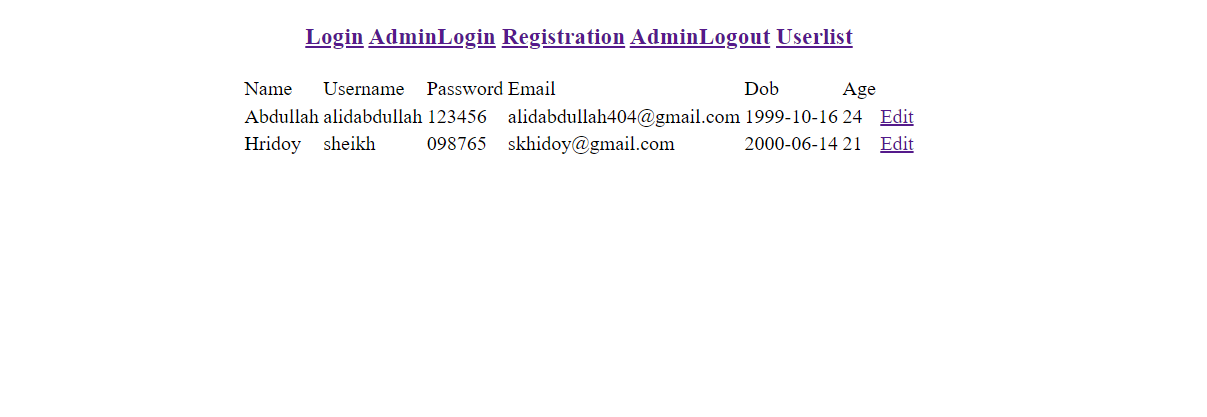 Login AdminLogin Registration AdminLogout Userlist
Name Username Password Email Dob Age
Abdullah alidabdullah 123456 alidabdullah404@gmail.com 1999-10-16 24 Edit
Hridoy sheikh 098765 skhidoy@gmail.com 2000-06-14 21 Edit